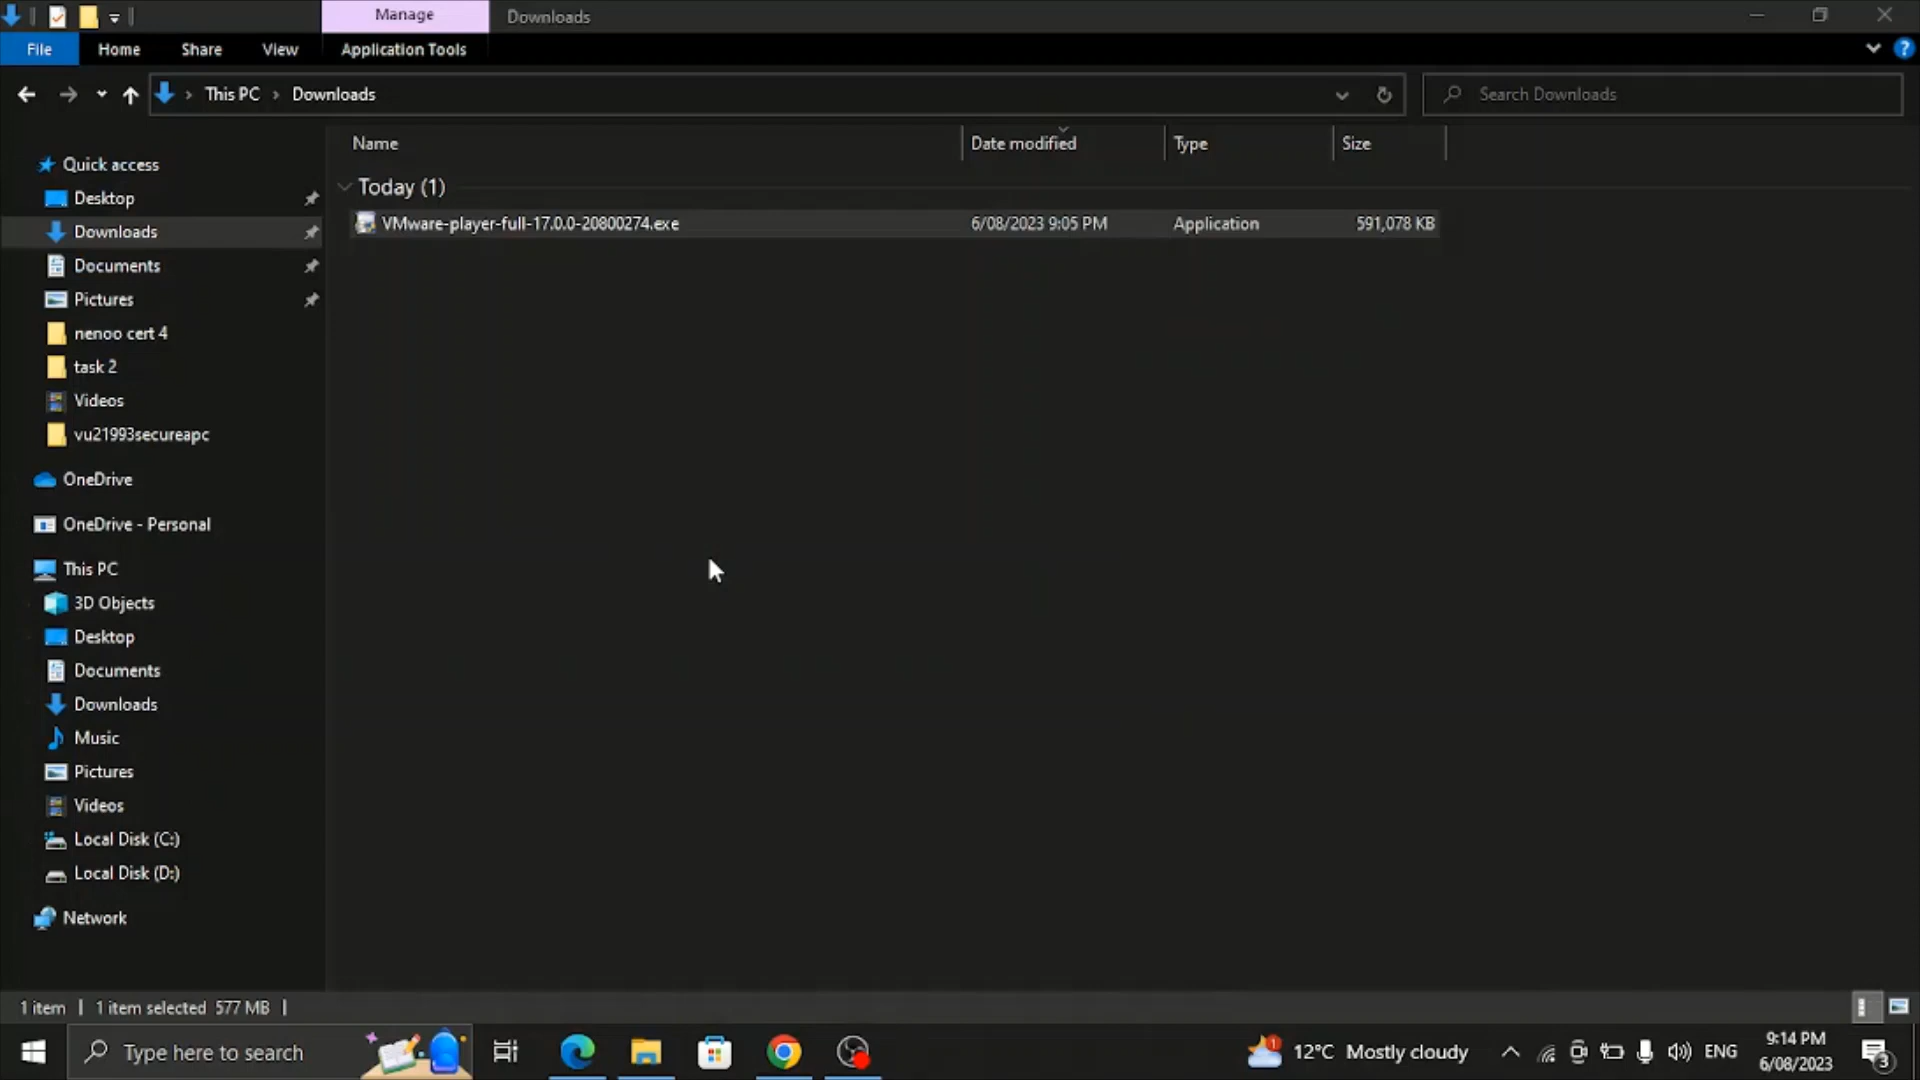 Manage
Downloads
File
Home
Share
View
Application Tools
?
This PC
Downloads
Search Downloads
Name
Date modified
Type
Size
Quick access
Desktop
Downloads
Documents
Pictures
nenoo cert 4
task 2
Videos
vu21993secureapc
OneDrive
OneDrive - Personal
This PC
3D Objects
Desktop
Documents
Downloads
Music
Pictures
Videos
Local Disk (C:)
Local Disk (D:)
Network
Today (1)
VMware-player-full-17.0.0-20800274.exe
6/08/2023 9:05 PM
Application
591,078 KB
1 item
1 item selected 577 MB
Type here to search
1
12°C Mostly cloudy
ENG
9:14 PM
6/08/2023
3